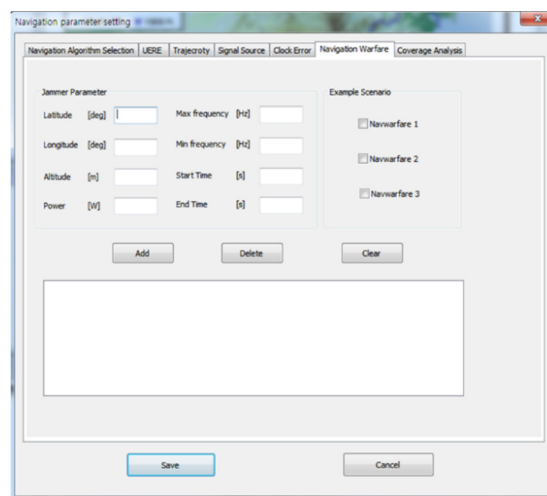 Navigation parameter setting
Navigation Algorithm Selection UERE Trajecroty Signal Source Clock Error Navigation Warfare Coverage Analysis
Jammer Parameter Example Scenario
Latitude [deg] Max frequency [Hz] Navwarfare 1
Longitude [deg] Min frequency [Hz] Navwarfare 2
Altitude [m] Start Time [s] Navwarfare 3
Power [W] End Time [s]
Add Delete Clear
Save Cancel